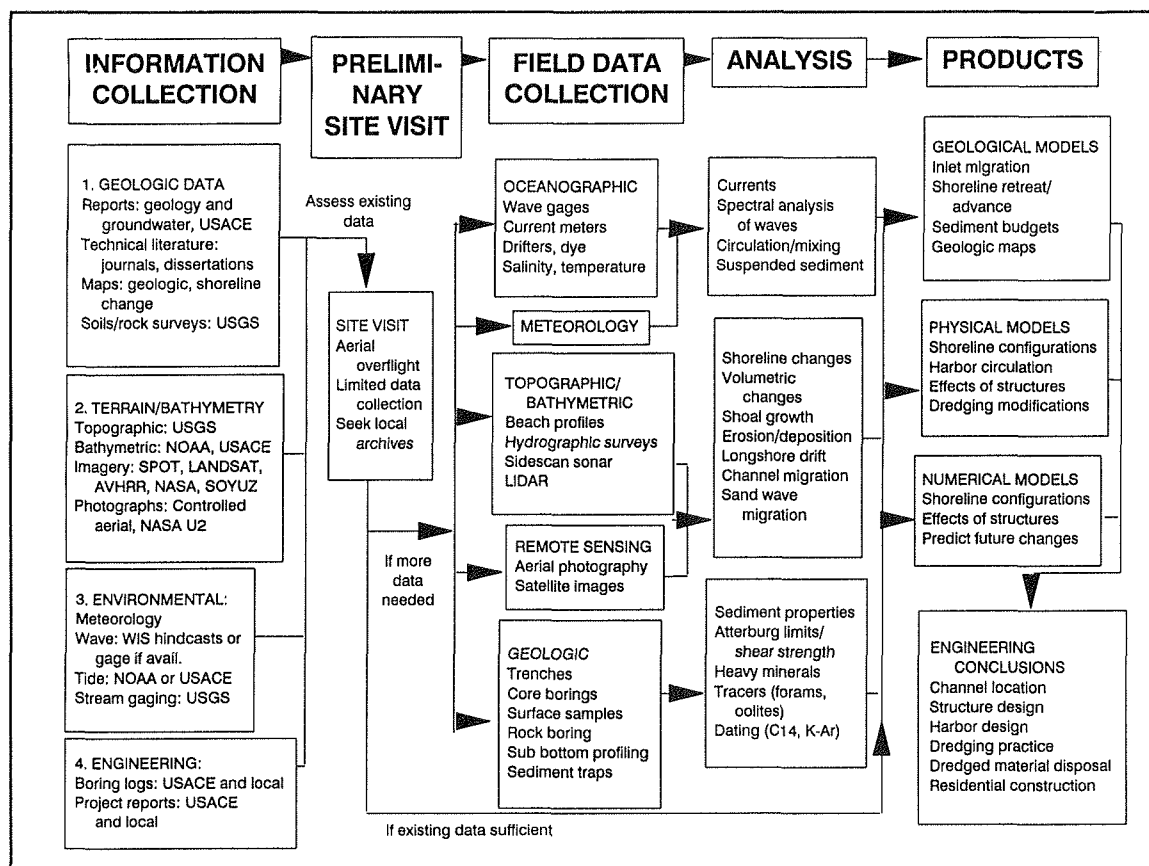 INFORMATION
COLLECTION
PRELIMI-
NARY
SITE VISIT
FIELD DATA
COLLECTION
ANALYSIS
PRODUCTS
1. GEOLOGIC DATA
Reports: geology and
groundwater, USACE
Technical literature:
journals, dissertations
Maps: geologic, shoreline
change
Soils/rock surveys: USGS
2. TERRAIN/BATHYMETRY
Topographic: USGS
Bathymetric: NOAA, USACE
Imagery: SPOT, LANDSAT,
AVHRR, NASA, SOYUZ
Photographs: Controlled
aerial, NASA U2
3. ENVIRONMENTAL:
Meteorology
Wave: WIS hindcasts or
gage if avail.
Tide: NOAA or USACE
Stream gaging: USGS
4. ENGINEERING:
Boring logs: USACE and local
Project reports: USACE
and local
Assess existing
data
SITE VISIT
Aerial
overflight
Limited data
collection
Seek local
archives
If more
data
needed
If existing data sufficient
OCEANOGRAPHIC
Wave gages
Current meters
Drifters, dye
Salinity, temperature
METEOROLOGY
TOPOGRAPHIC/
BATHYMETRIC
Beach profiles
Hydrographic surveys
Sidescan sonar
LIDAR
REMOTE SENSING
Aerial photography
Satellite images
GEOLOGIC
Trenches
Core borings
Surface samples
Rock boring
Sub bottom profiling
Sediment traps
Currents
Spectral analysis
of waves
Circulation/mixing
Suspended sediment
Shoreline changes
Volumetric
changes
Shoal growth
Erosion/deposition
Longshore drift
Channel migration
Sand wave
migration
Sediment properties
Atterburg limits/
shear strength
Heavy minerals
Tracers (forams,
oolites)
Dating (C14, K-Ar)
GEOLOGICAL MODELS
Inlet migration
Shoreline retreat/
advance
Sediment budgets
Geologic maps
PHYSICAL MODELS
Shoreline configurations
Harbor circulation
Effects of structures
Dredging modifications
NUMERICAL MODELS
Shoreline configurations
Effects of structures
Predict future changes
ENGINEERING
CONCLUSIONS
Channel location
Structure design
Harbor design
Dredging practice
Dredged material disposal
Residential construction